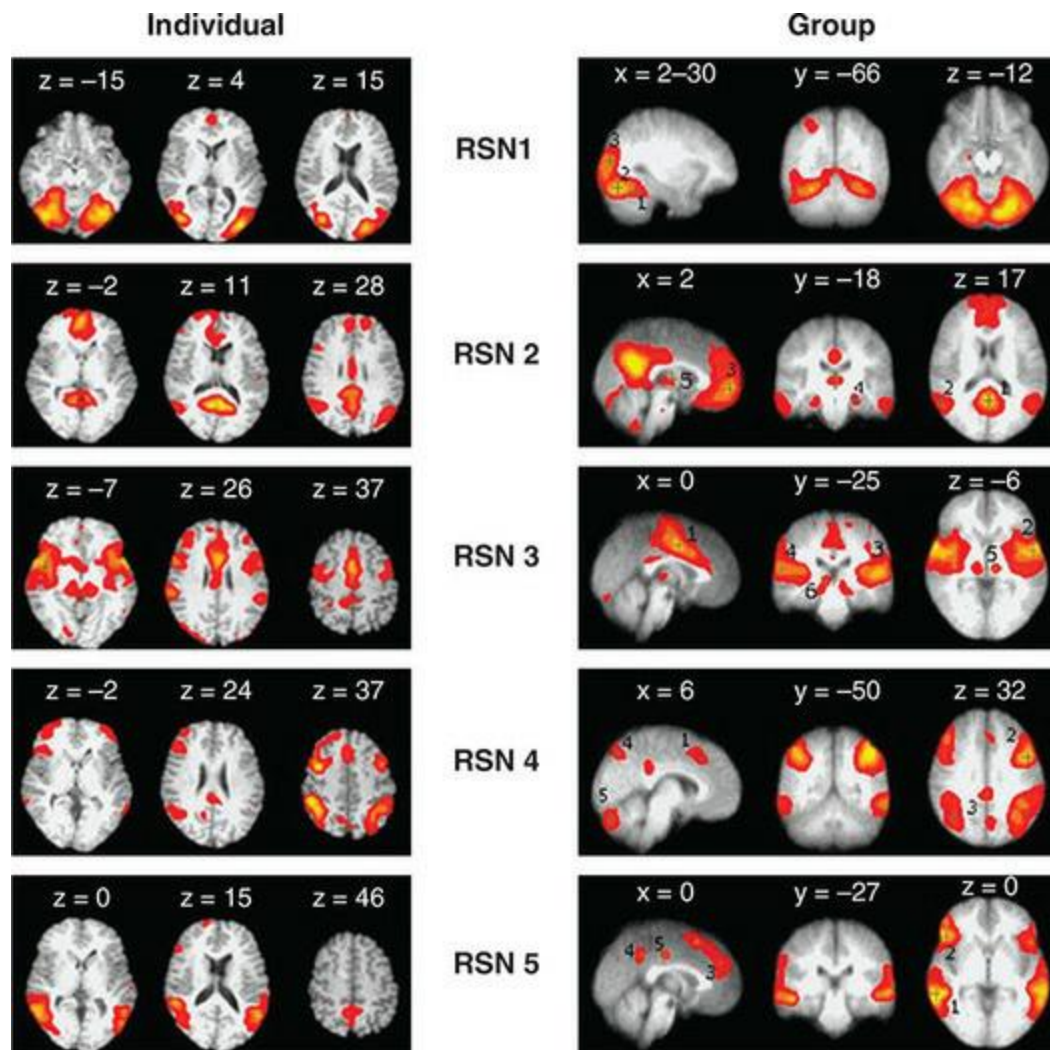 Individual Group
z = –15 z = 4 z = 15 x = 2–30 y = –66 z = –12
RSN1
3
2
1
z = –2 z = 11 z = 28 x = 2 y = –18 z = 17
RSN 2
3 5 4 2 1
z = –7 z = 26 z = 37 x = 0 y = –25 z = –6
RSN 3
1 4 3 6 2 5
z = –2 z = 24 z = 37 x = 6 y = –50 z = 32
RSN 4
4 1 5 2 3
z = 0 z = 15 z = 46 x = 0 y = –27 z = 0
RSN 5
4 5 3 2 1